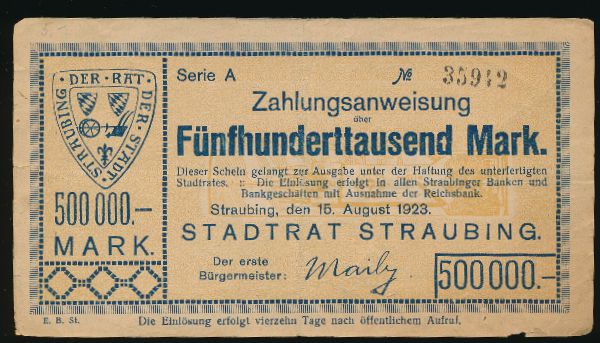 5.-
DER·RAT·DER·STADT·STRAUBING
500 000.-
MARK.
Serie A № 35912
Zahlungsanweisung
über
Fünfhunderttausend Mark.
Dieser Schein gelangt zur Ausgabe unter der Haftung des unterfertigten
Stadtrates. :: Die Einlösung erfolgt in allen Straubinger Banken und
Bankgeschäften mit Ausnahme der Reichsbank.
Straubing, den 15. August 1923.
STADTRAT STRAUBING.
Der erste
Bürgermeister:
500 000.-
E. B. St.
Die Einlösung erfolgt vierzehn Tage nach öffentlichem Aufruf.